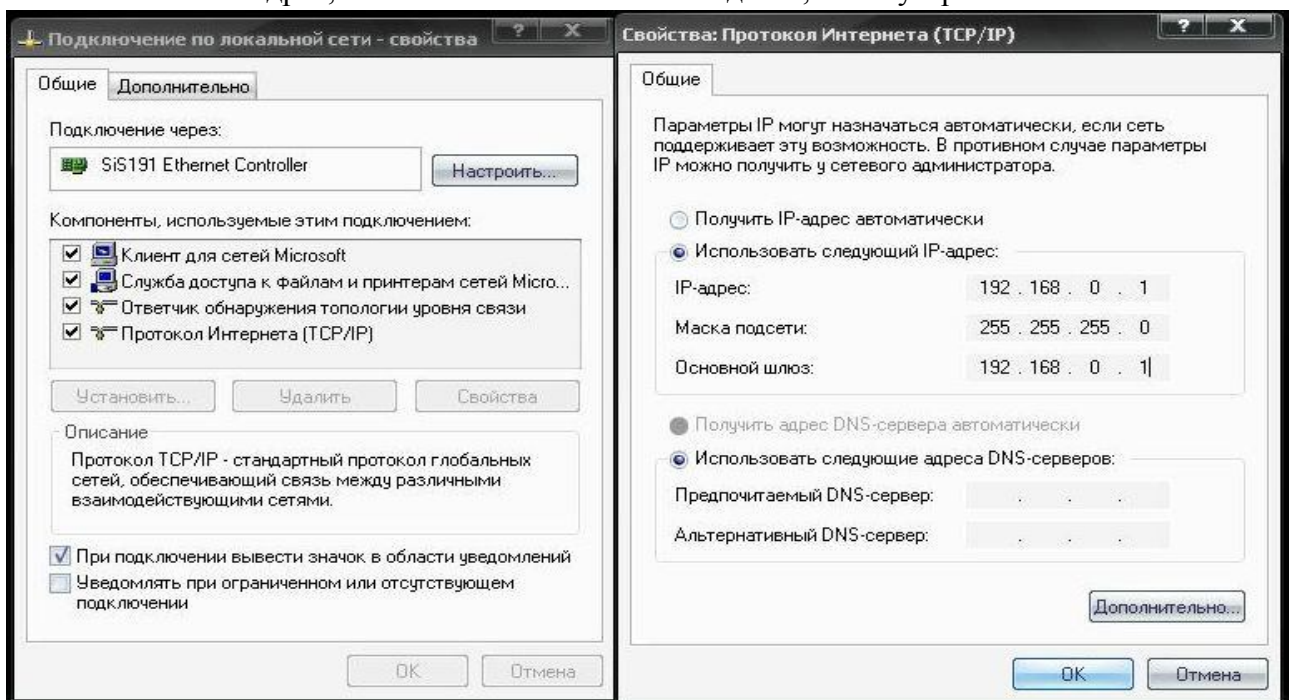 Подключение по локальной сети - свойства
Общие
Дополнительно
Подключение через:
SiS191 Ethernet Controller
Настроить...
Компоненты, используемые этим подключением:
Клиент для сетей Microsoft
Служба доступа к файлам и принтерам сетей Micro...
Ответчик обнаружения топологии уровня связи
Протокол Интернета (TCP/IP)
Установить...
Удалить
Свойства
Описание
Протокол TCP/IP - стандартный протокол глобальных
сетей, обеспечивающий связь между различными
взаимодействующими сетями.
При подключении вывести значок в области уведомлений
Уведомлять при ограниченном или отсутствующем
подключении
OK
Отмена
Свойства: Протокол Интернета (TCP/IP)
Общие
Параметры IP могут назначаться автоматически, если сеть
поддерживает эту возможность. В противном случае параметры
IP можно получить у сетевого администратора.
Получить IP-адрес автоматически
Использовать следующий IP-адрес:
IP-адрес: 192 . 168 . 0 . 1
Маска подсети: 255 . 255 . 255 . 0
Основной шлюз: 192 . 168 . 0 . 1
Получить адрес DNS-сервера автоматически
Использовать следующие адреса DNS-серверов:
Предпочитаемый DNS-сервер: . . .
Альтернативный DNS-сервер: . . .
Дополнительно...
OK
Отмена